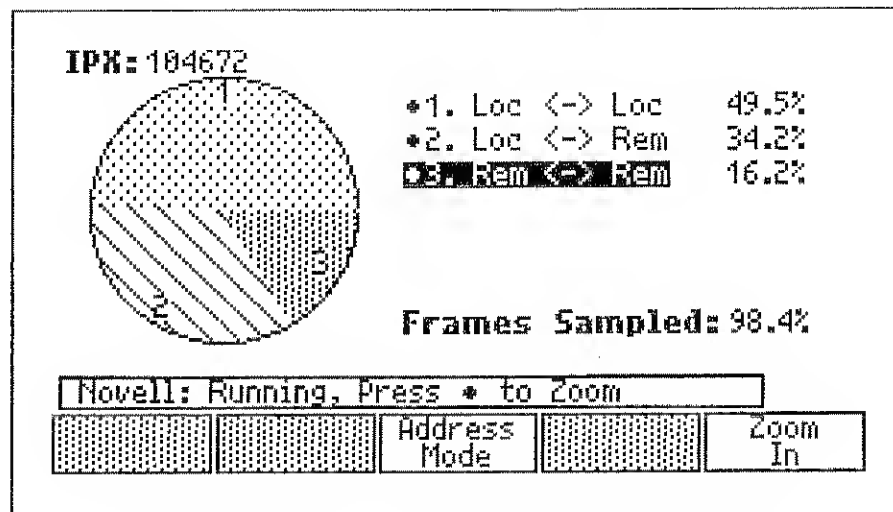 IPX: 104672
1
2
3
•1. Loc <-> Loc 49.5%
•2. Loc <-> Rem 34.2%
•3. Rem <-> Rem 16.2%
Frames Sampled: 98.4%
Novell: Running, Press • to Zoom
Address Mode
Zoom In